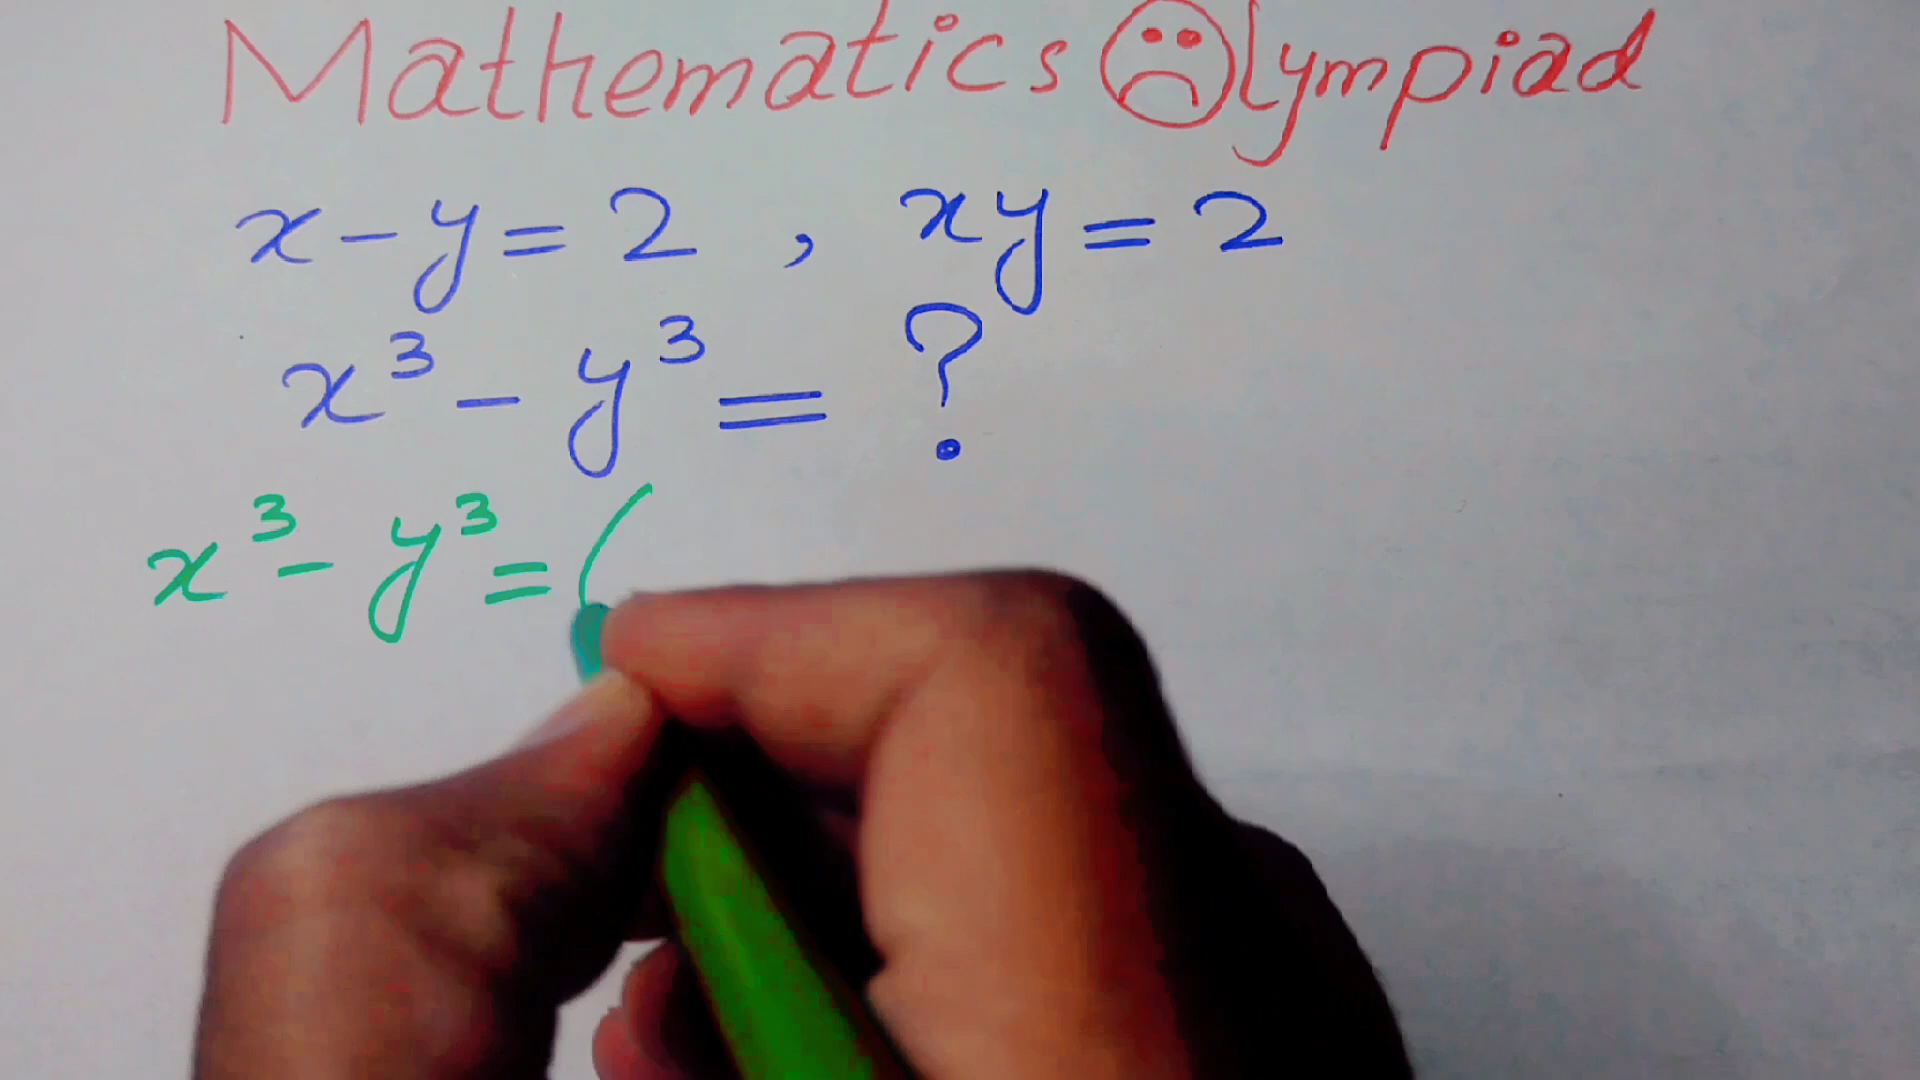 Mathematics Olympiad
x - y = 2 , xy = 2
x³ - y³ = ?
x³ - y³ = (